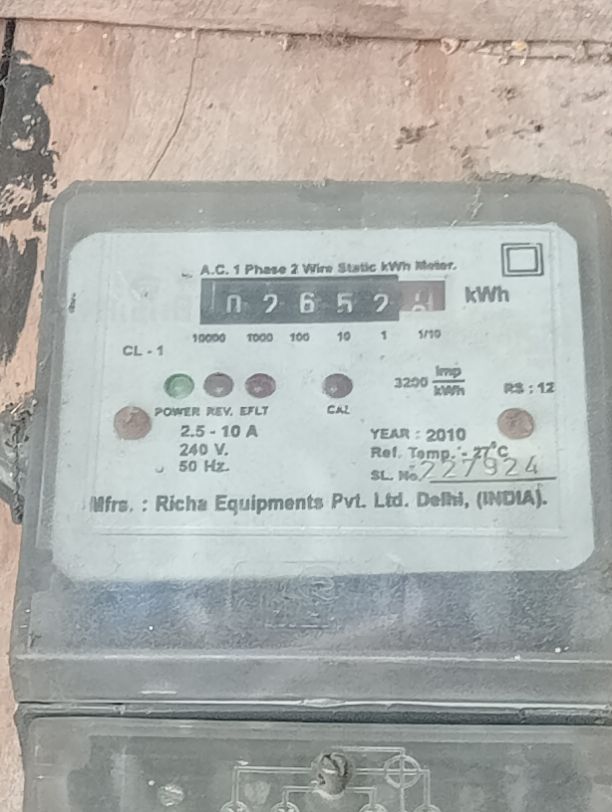 A.C. 1 Phase 2 Wire Static kWh Meter.
02652 kWh
10000 1000 100 10 1 1/10
CL - 1
3200 Imp/kWh
RS : 12
POWER REV. EFLT CAL
2.5 - 10 A
240 V.
50 Hz.
YEAR : 2010
Ref. Temp. - 27°C
SL. No. 227924
Mfrs. : Richa Equipments Pvt. Ltd. Delhi, (INDIA).